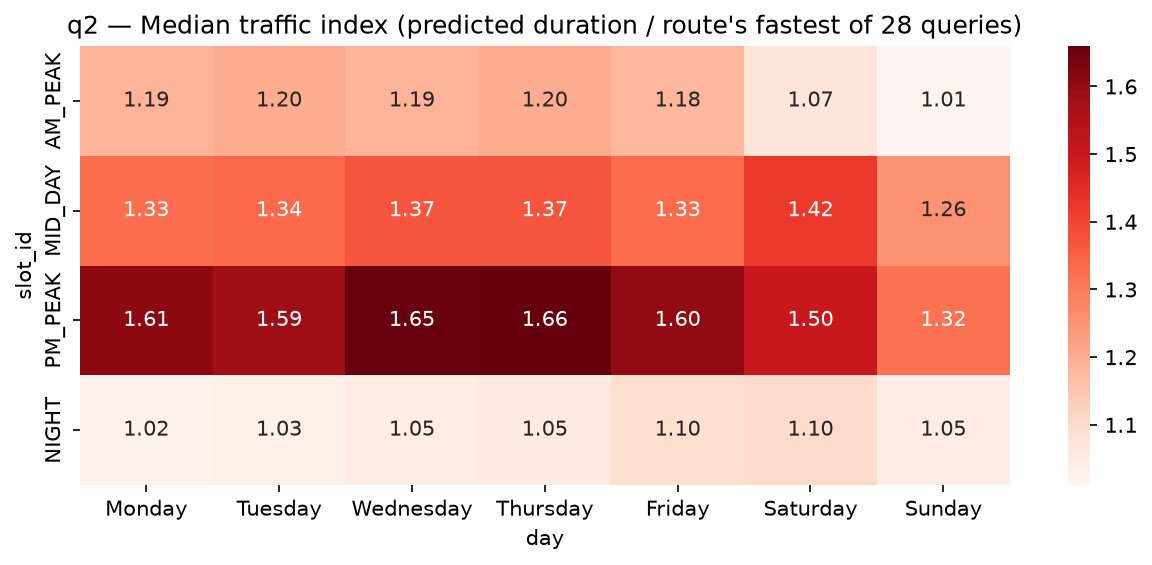 q2 — Median traffic index (predicted duration / route's fastest of 28 queries)
slot_id
AM_PEAK 1.19 1.20 1.19 1.20 1.18 1.07 1.01
MID_DAY 1.33 1.34 1.37 1.37 1.33 1.42 1.26
PM_PEAK 1.61 1.59 1.65 1.66 1.60 1.50 1.32
NIGHT 1.02 1.03 1.05 1.05 1.10 1.10 1.05
Monday Tuesday Wednesday Thursday Friday Saturday Sunday
day
1.6
1.5
1.4
1.3
1.2
1.1